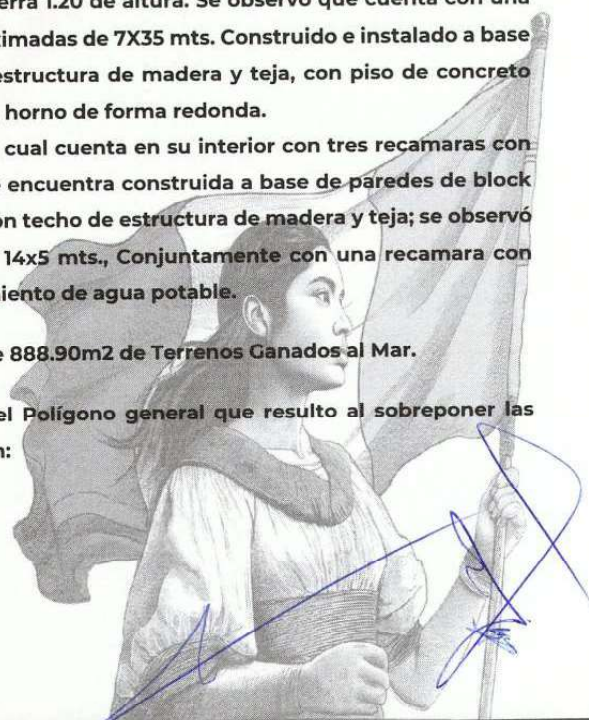 erra 1.20 de altura. Se observó que cuenta con una
imadas de 7X35 mts. Construido e instalado a base
estructura de madera y teja, con piso de concreto
horno de forma redonda.
cual cuenta en su interior con tres recamaras con
encuentra construida a base de paredes de block
on techo de estructura de madera y teja; se observó
14x5 mts., Conjuntamente con una recamara con
miento de agua potable.
e 888.90m2 de Terrenos Ganados al Mar.
el Polígono general que resulto al sobreponer las
n: